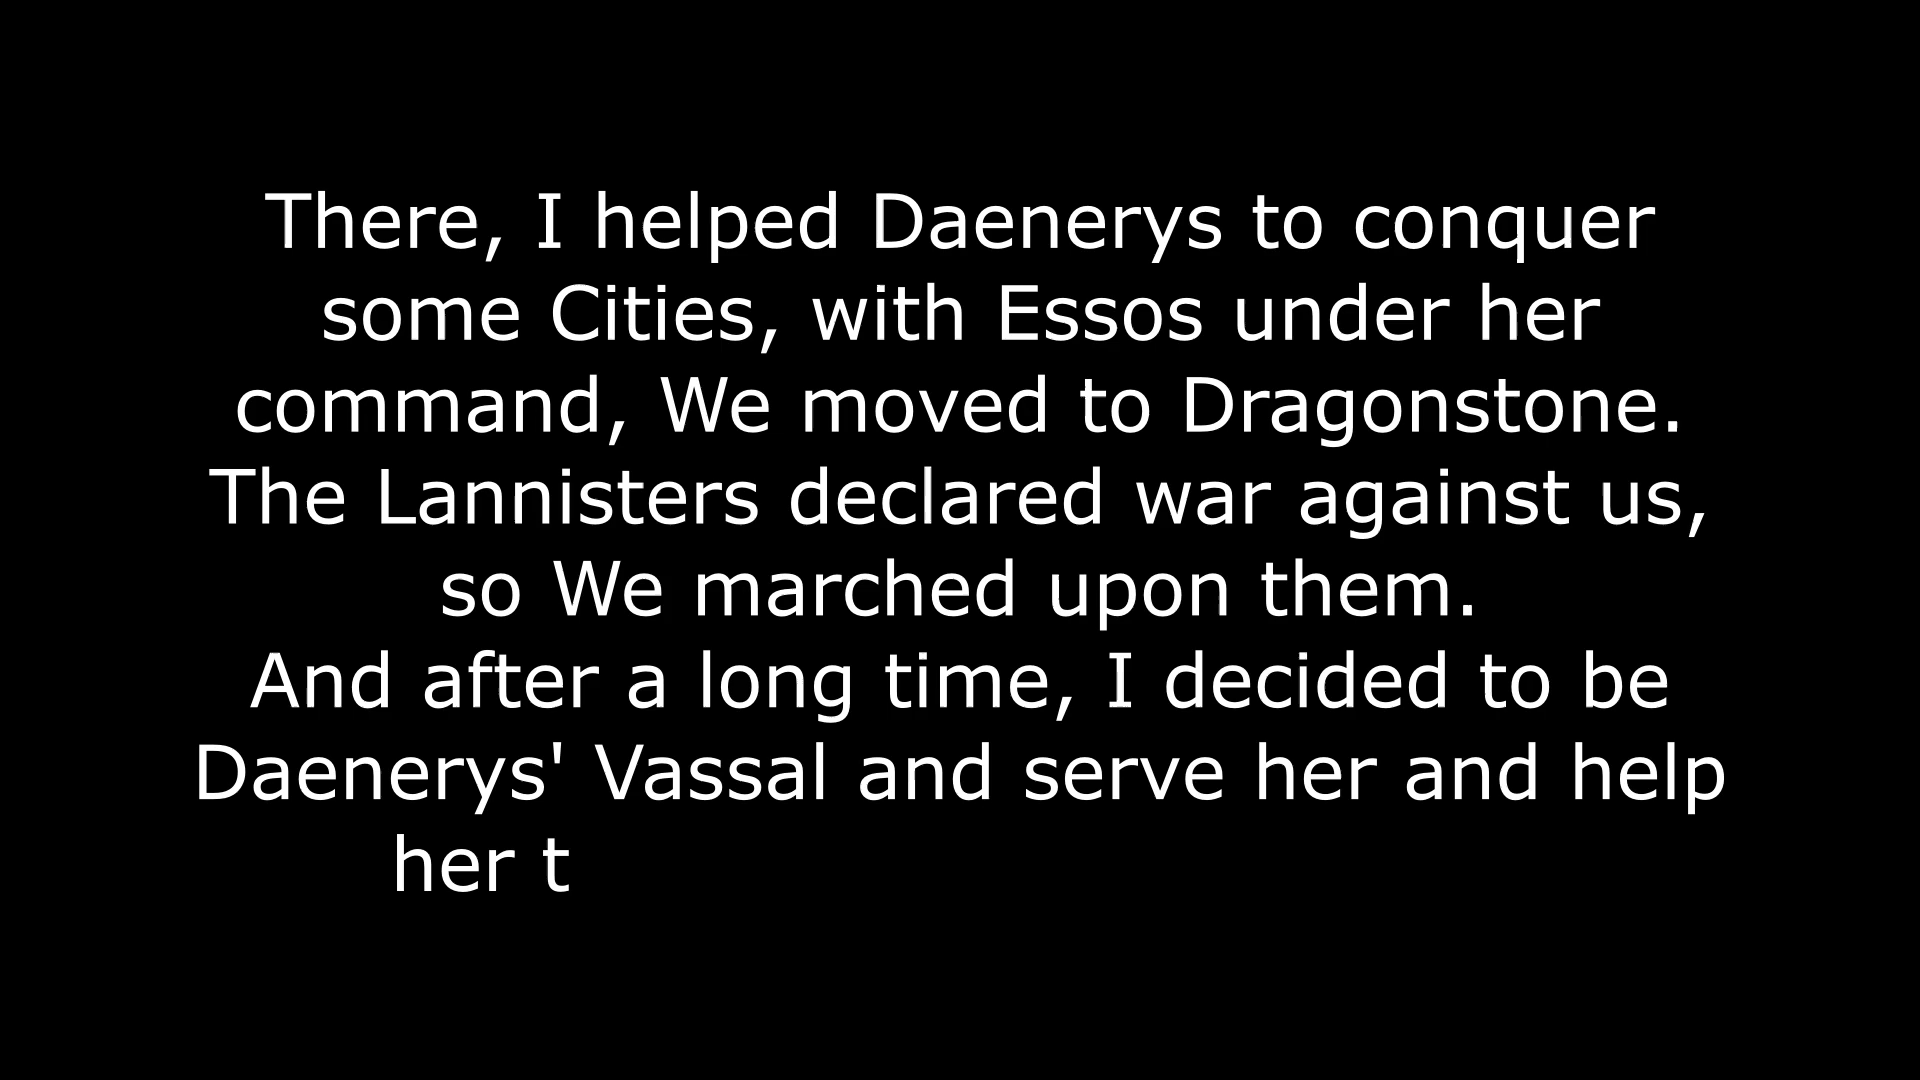 There, I helped Daenerys to conquer
some Cities, with Essos under her
command, We moved to Dragonstone.
The Lannisters declared war against us,
so We marched upon them.
And after a long time, I decided to be
Daenerys' Vassal and serve her and help
her t